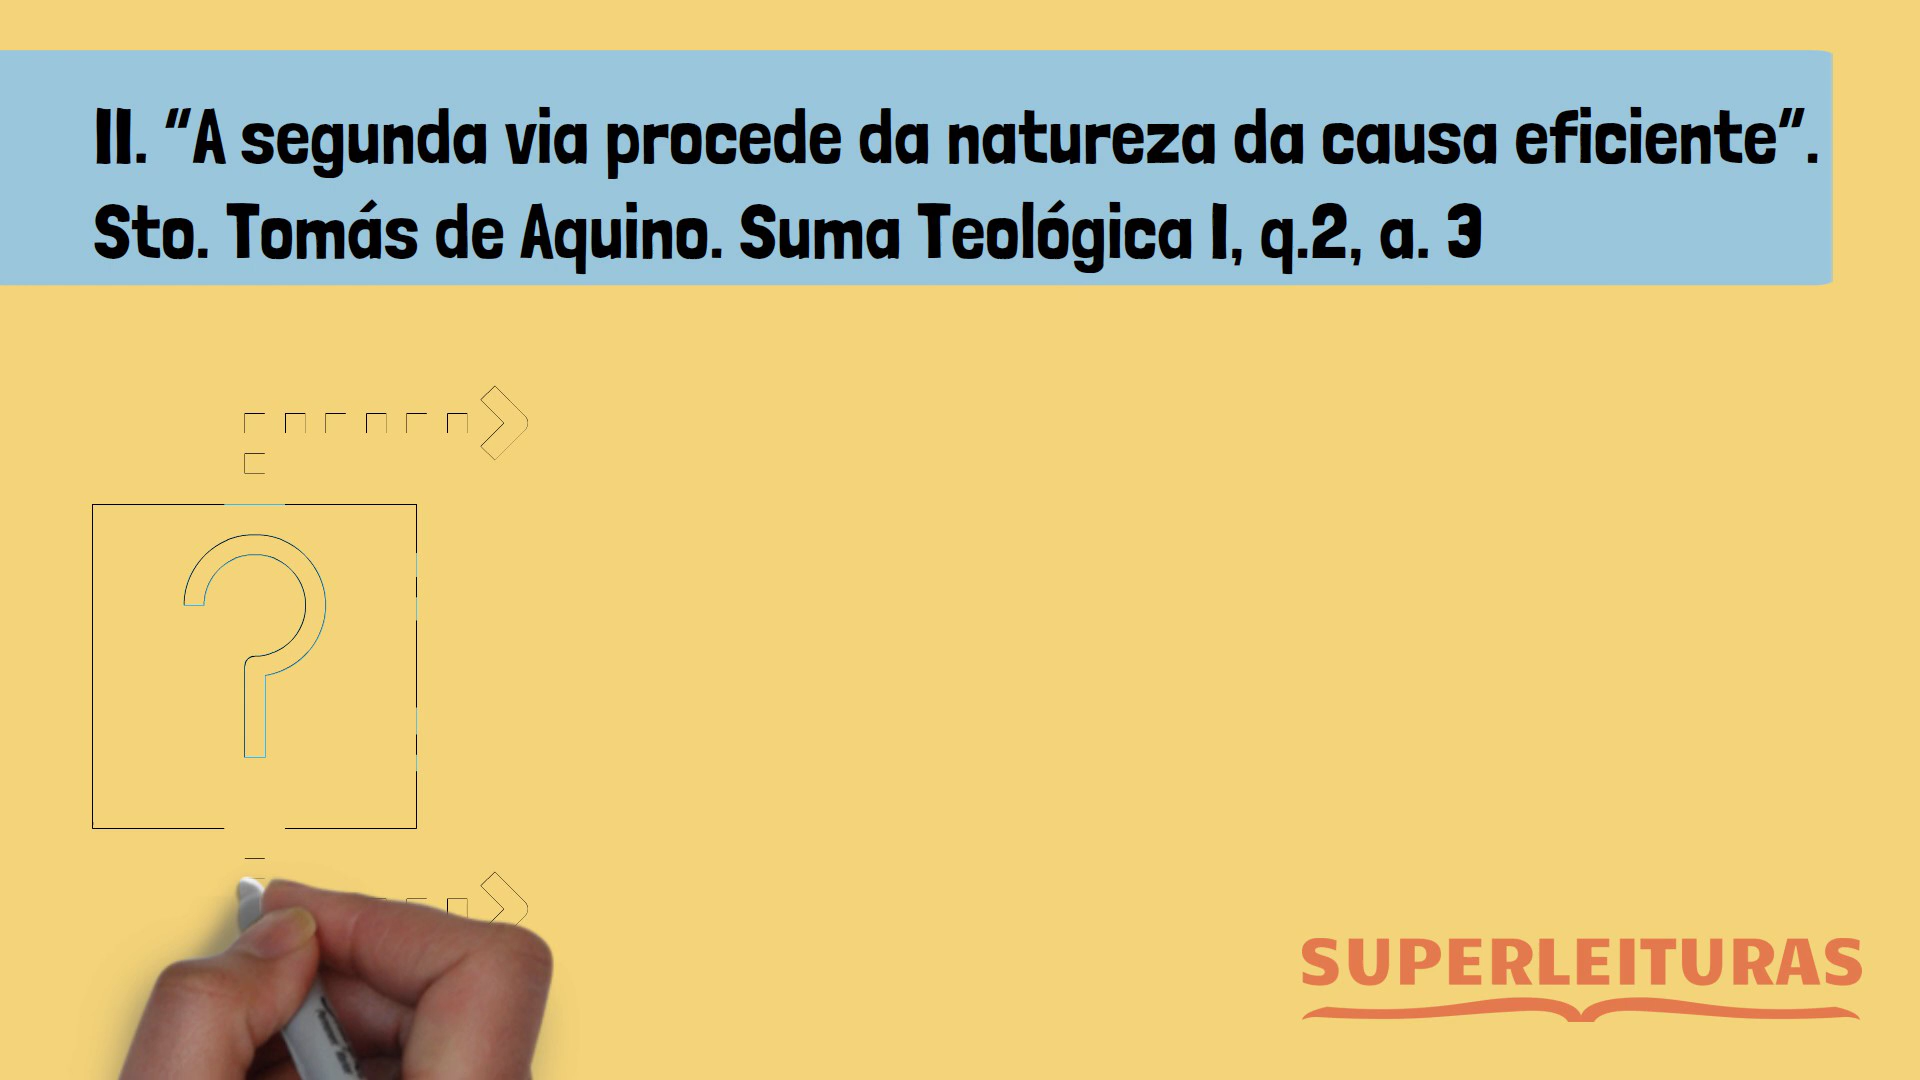 II. “A segunda via procede da natureza da causa eficiente”.
Sto. Tomás de Aquino. Suma Teológica I, q.2, a. 3
?
SUPERLEITURAS